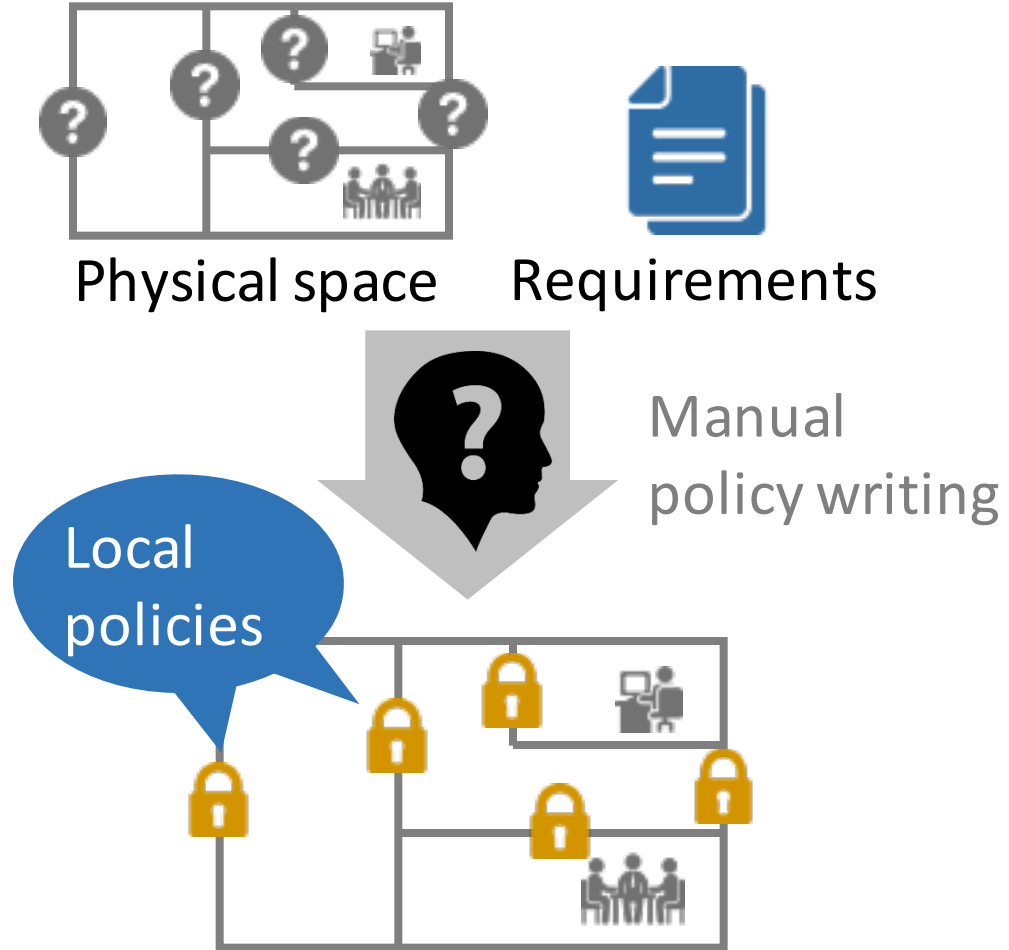 ?
?
?
?
?
Physical space
Requirements
?
Manual
policy writing
Local
policies